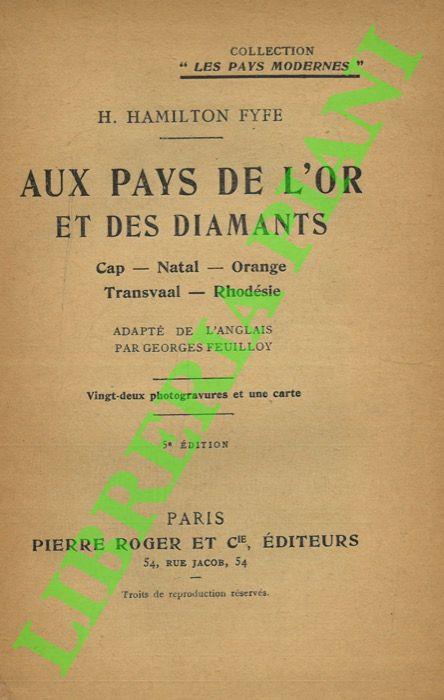 COLLECTION
" LES PAYS MODERNES "
H. HAMILTON FYFE
AUX PAYS DE L'OR
ET DES DIAMANTS
Cap — Natal — Orange
Transvaal — Rhodésie
ADAPTÉ DE L'ANGLAIS
PAR GEORGES FEUILLOY
Vingt-deux photogravures et une carte
5e ÉDITION
PARIS
PIERRE ROGER ET CIE, ÉDITEURS
54, RUE JACOB, 54
Troits de reproduction réservés.
LIBRERIA PIANI